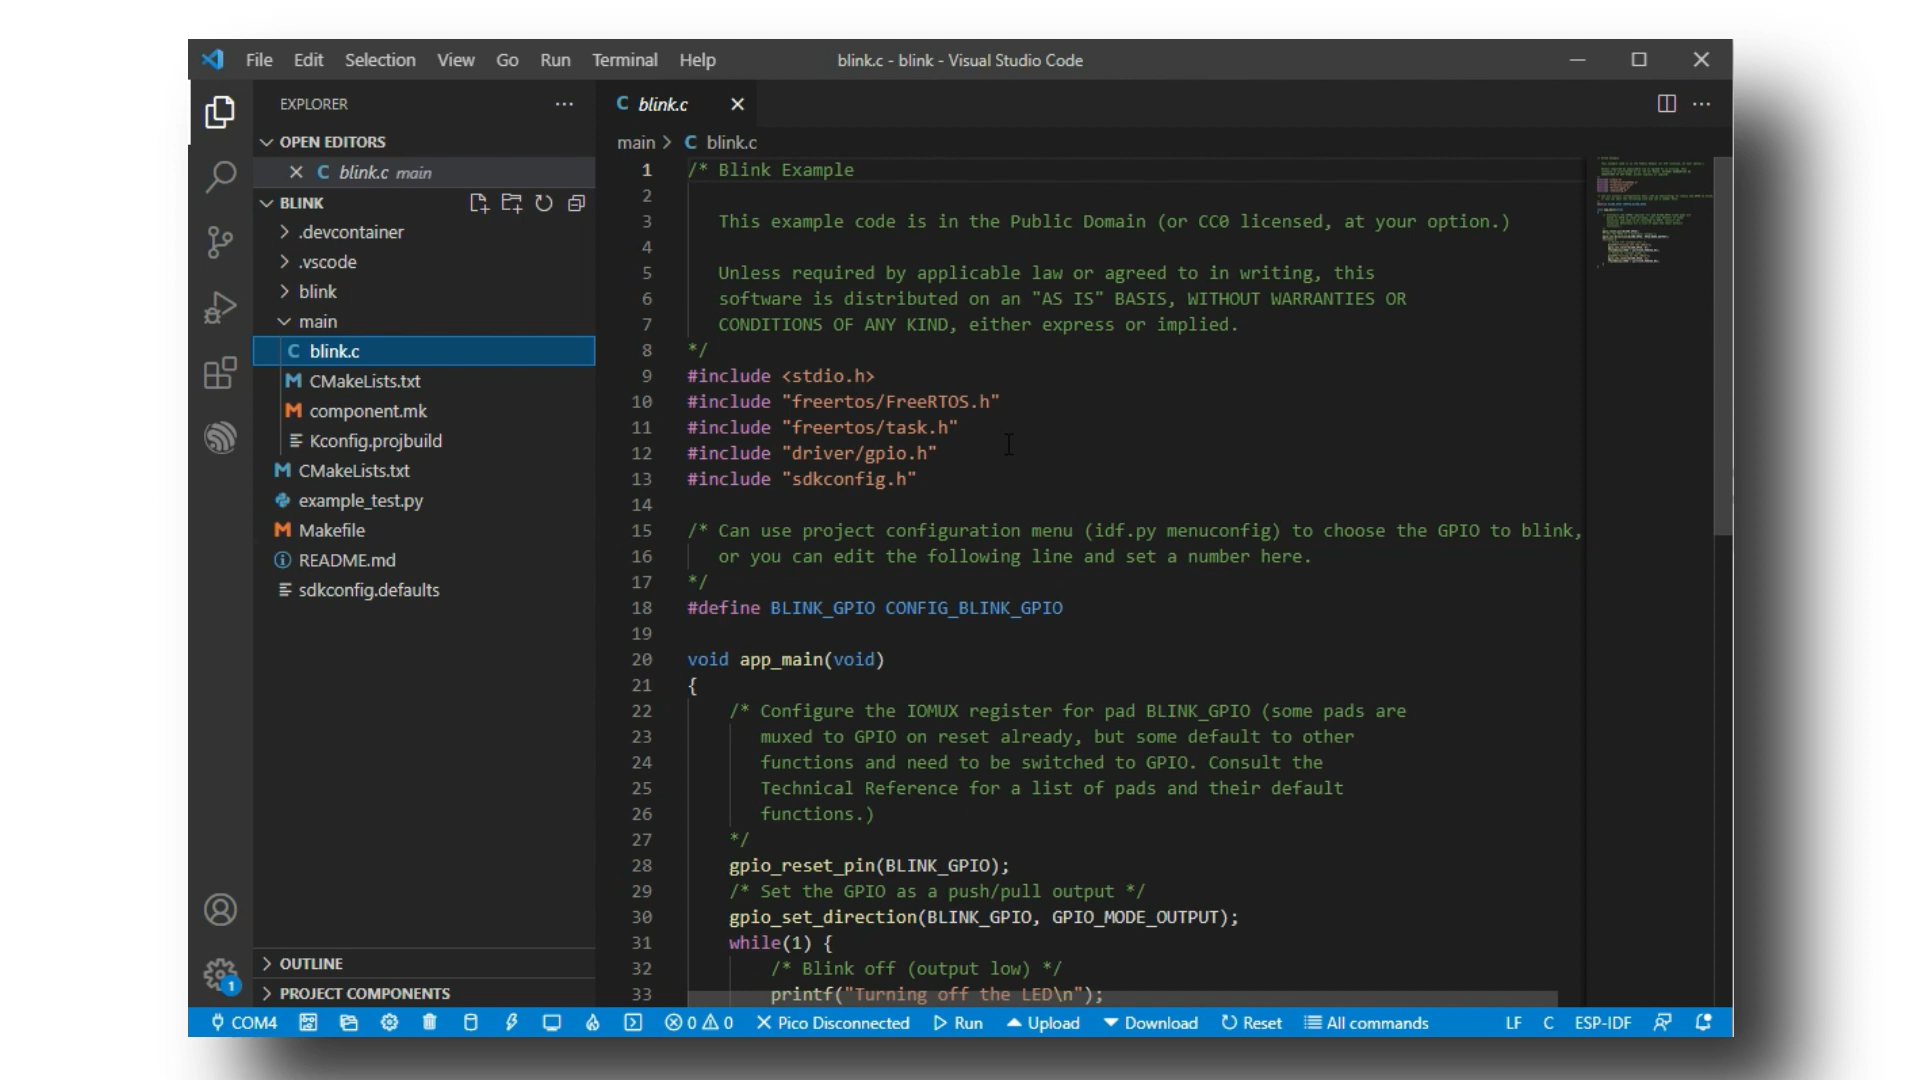 File Edit Selection View Go Run Terminal Help
blink.c - blink - Visual Studio Code
EXPLORER
OPEN EDITORS
C blink.c main
BLINK
.devcontainer
.vscode
blink
main
C blink.c
M CMakeLists.txt
M component.mk
Kconfig.projbuild
M CMakeLists.txt
example_test.py
M Makefile
README.md
sdkconfig.defaults
OUTLINE
PROJECT COMPONENTS
C blink.c
main > C blink.c
1 /* Blink Example
2
3 This example code is in the Public Domain (or CC0 licensed, at your option.)
4
5 Unless required by applicable law or agreed to in writing, this
6 software is distributed on an "AS IS" BASIS, WITHOUT WARRANTIES OR
7 CONDITIONS OF ANY KIND, either express or implied.
8 */
9 #include <stdio.h>
10 #include "freertos/FreeRTOS.h"
11 #include "freertos/task.h"
12 #include "driver/gpio.h"
13 #include "sdkconfig.h"
14
15 /* Can use project configuration menu (idf.py menuconfig) to choose the GPIO to blink,
16 or you can edit the following line and set a number here.
17 */
18 #define BLINK_GPIO CONFIG_BLINK_GPIO
19
20 void app_main(void)
21 {
22 /* Configure the IOMUX register for pad BLINK_GPIO (some pads are
23 muxed to GPIO on reset already, but some default to other
24 functions and need to be switched to GPIO. Consult the
25 Technical Reference for a list of pads and their default
26 functions.)
27 */
28 gpio_reset_pin(BLINK_GPIO);
29 /* Set the GPIO as a push/pull output */
30 gpio_set_direction(BLINK_GPIO, GPIO_MODE_OUTPUT);
31 while(1) {
32 /* Blink off (output low) */
33 printf("Turning off the LED\n");
1
COM4 0 0 Pico Disconnected Run Upload Download Reset All commands LF C ESP-IDF